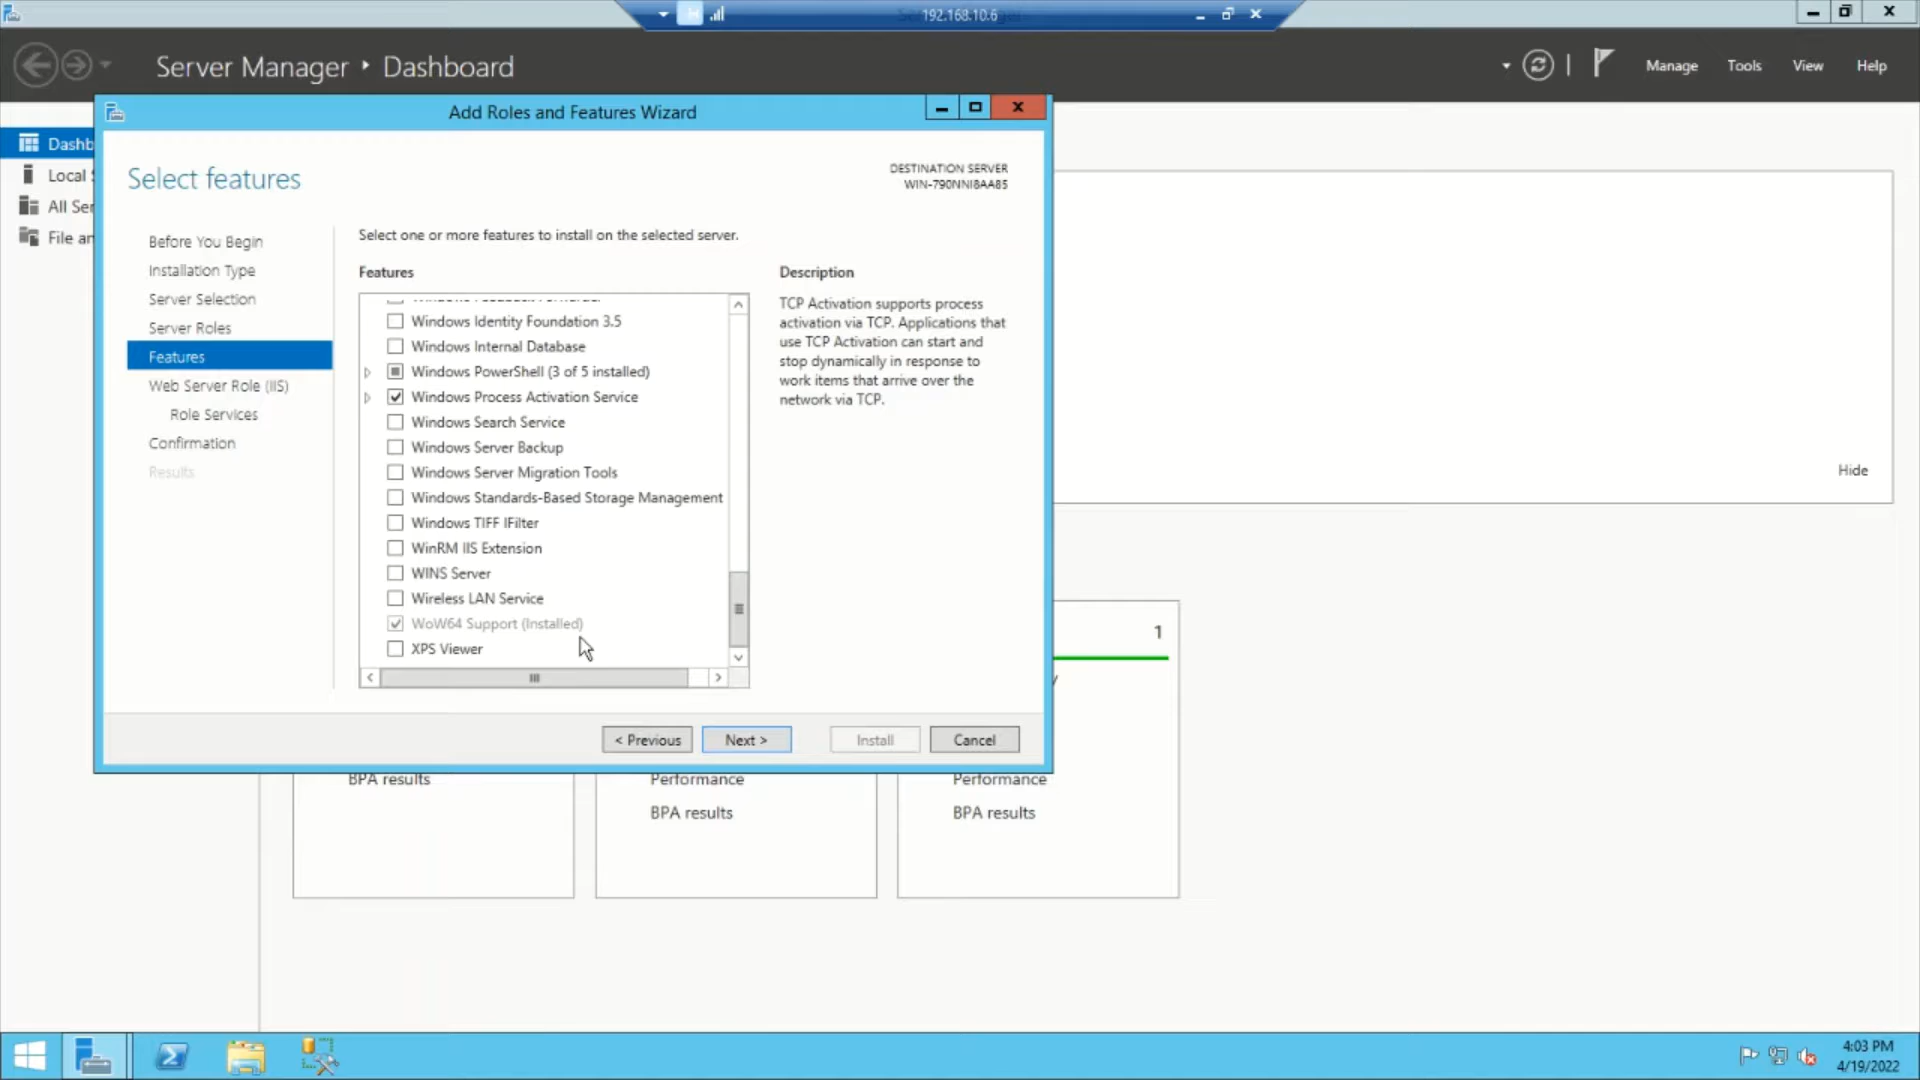 192.168.10.6
Server Manager ‣ Dashboard
Manage
Tools
View
Help
Add Roles and Features Wizard
Dashb
Local
All Ser
File an
Select features
DESTINATION SERVER
WIN-790NNI8AA85
Before You Begin
Installation Type
Server Selection
Server Roles
Features
Web Server Role (IIS)
Role Services
Confirmation
Results
Select one or more features to install on the selected server.
Features
Windows Identity Foundation 3.5
Windows Internal Database
Windows PowerShell (3 of 5 installed)
Windows Process Activation Service
Windows Search Service
Windows Server Backup
Windows Server Migration Tools
Windows Standards-Based Storage Management
Windows TIFF IFilter
WinRM IIS Extension
WINS Server
Wireless LAN Service
WoW64 Support (Installed)
XPS Viewer
Description
TCP Activation supports process
activation via TCP. Applications that
use TCP Activation can start and
stop dynamically in response to
work items that arrive over the
network via TCP.
< Previous
Next >
Install
Cancel
Hide
1
BPA results
Performance
BPA results
Performance
BPA results
4:03 PM
4/19/2022